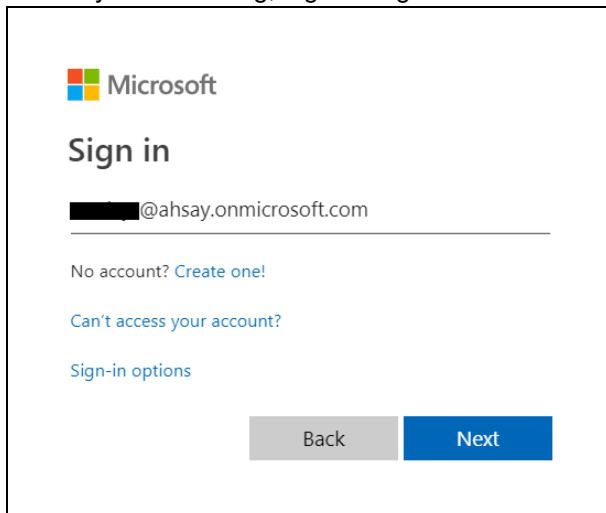 Microsoft
Sign in
@ahsay.onmicrosoft.com
No account? Create one!
Can't access your account?
Sign-in options
Back
Next